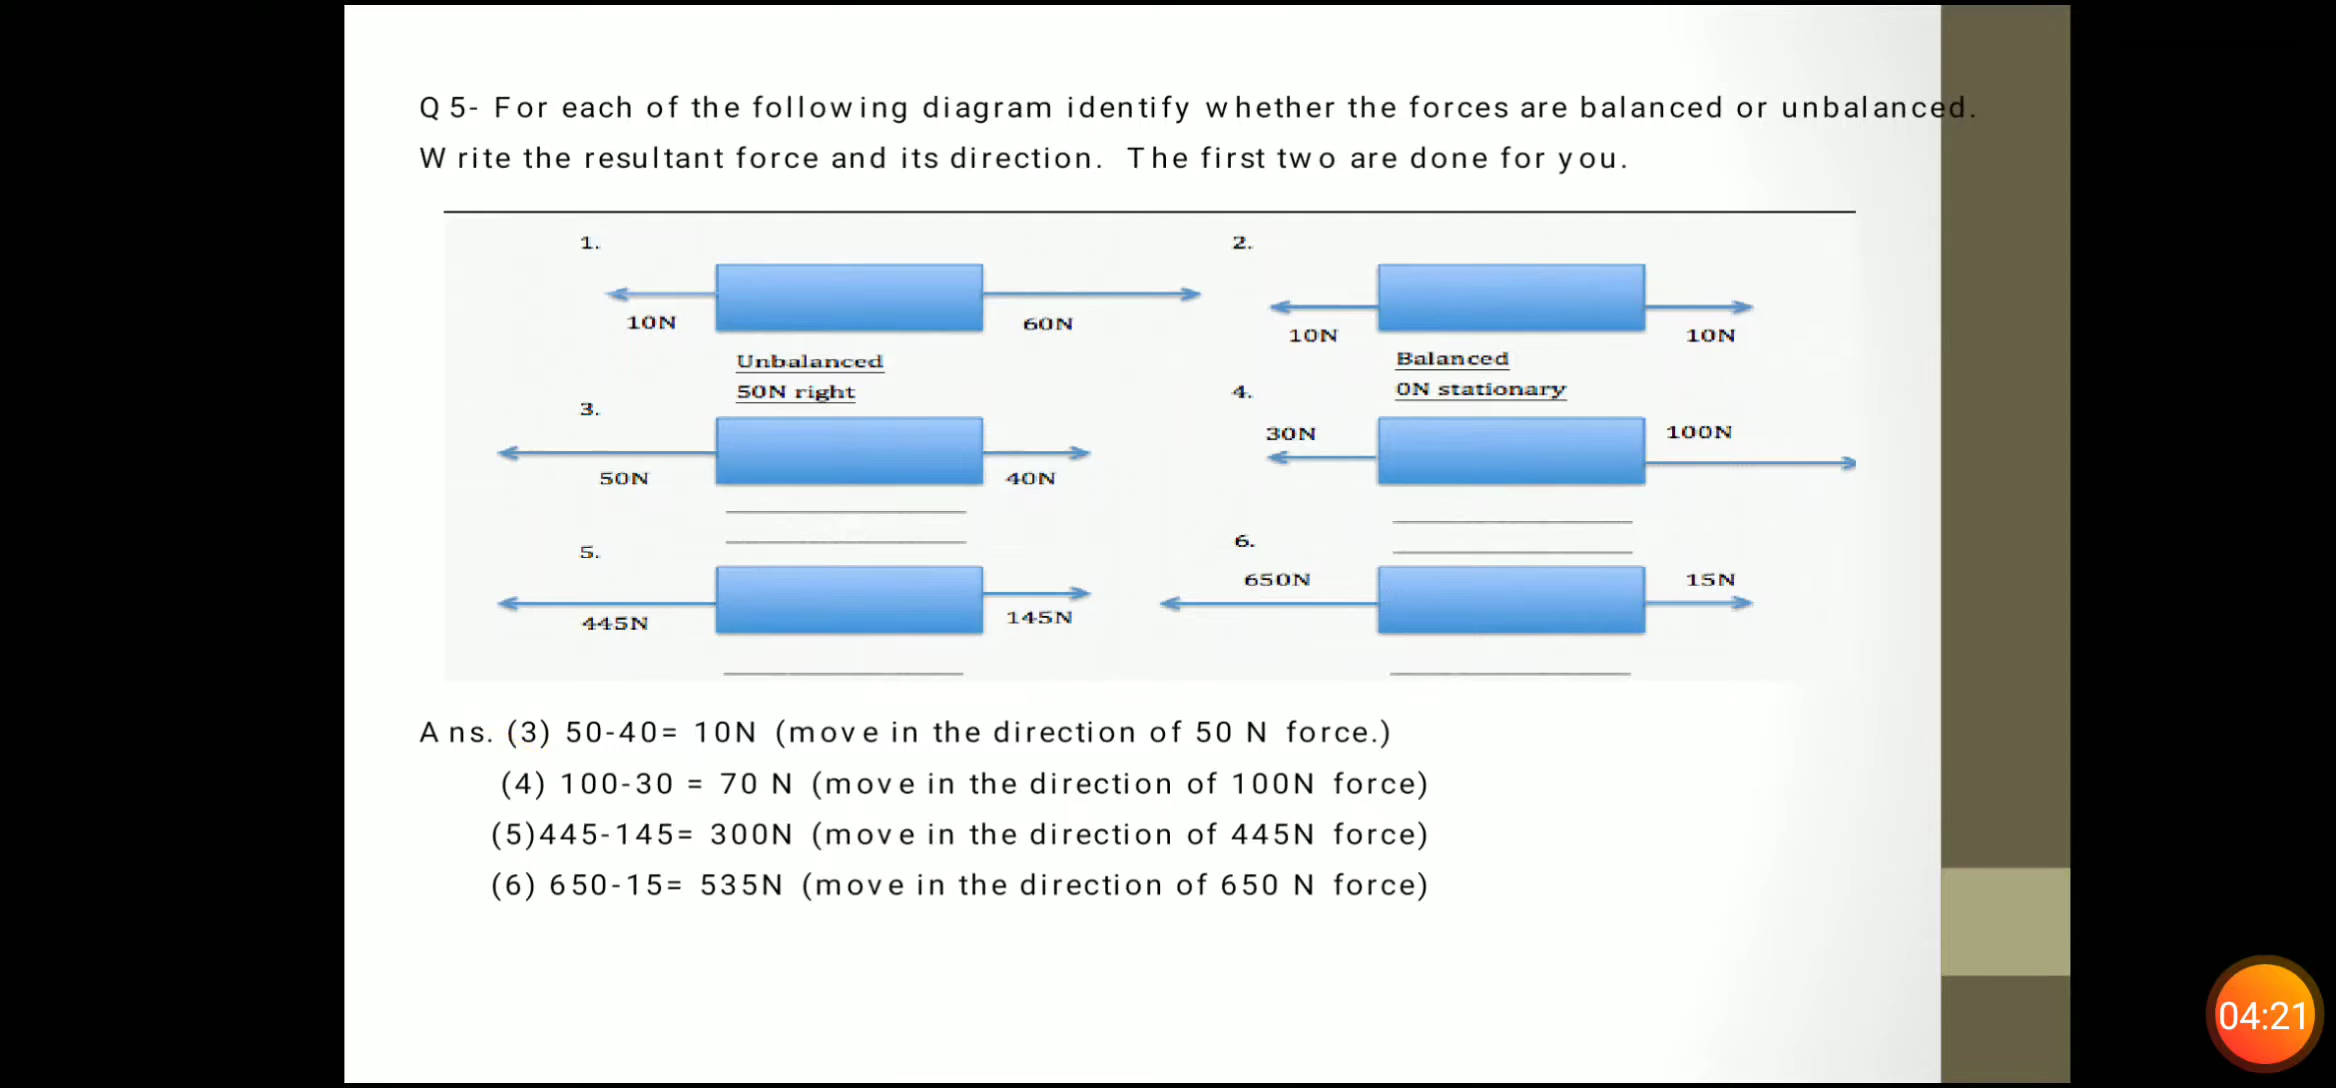 Q 5- For each of the following diagram identify whether the forces are balanced or unbalanced.
Write the resultant force and its direction. The first two are done for you.
1.
2.
10N
60N
10N
10N
Unbalanced
50N right
Balanced
0N stationary
3.
4.
50N
40N
30N
100N
5.
6.
445N
145N
650N
15N
Ans. (3) 50-40= 10N (move in the direction of 50 N force.)
(4) 100-30 = 70 N (move in the direction of 100N force)
(5)445-145= 300N (move in the direction of 445N force)
(6) 650-15= 535N (move in the direction of 650 N force)
04:21